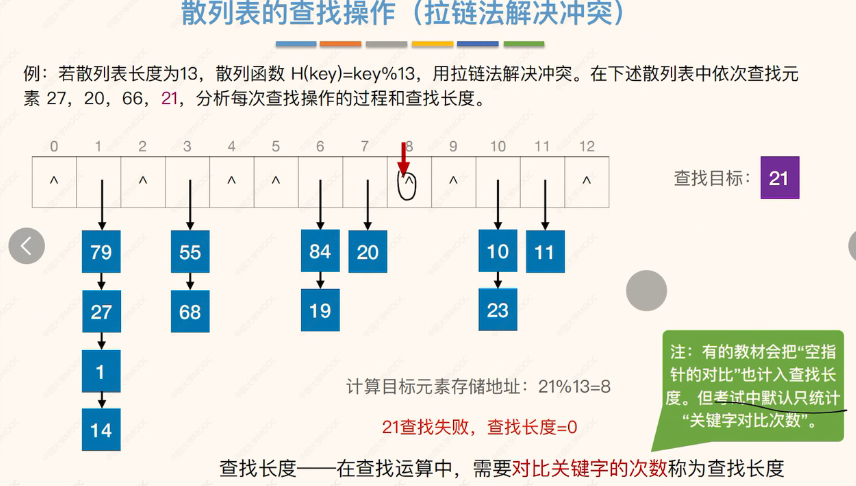 散列表的查找操作（拉链法解决冲突）
例：若散列表长度为13，散列函数 H(key)=key%13，用拉链法解决冲突。在下述散列表中依次查找元
素 27，20，66，21，分析每次查找操作的过程和查找长度。
0 1 2 3 4 5 6 7 8 9 10 11 12
^ ^ ^ ^ ^ ^ ^
查找目标： 21
79 55 84 20 10 11
27 68 19 23
1
14
计算目标元素存储地址：21%13=8
21查找失败，查找长度=0
注：有的教材会把“空指
针的对比”也计入查找长
度。但考试中默认只统计
“关键字对比次数”。
查找长度——在查找运算中，需要对比关键字的次数称为查找长度